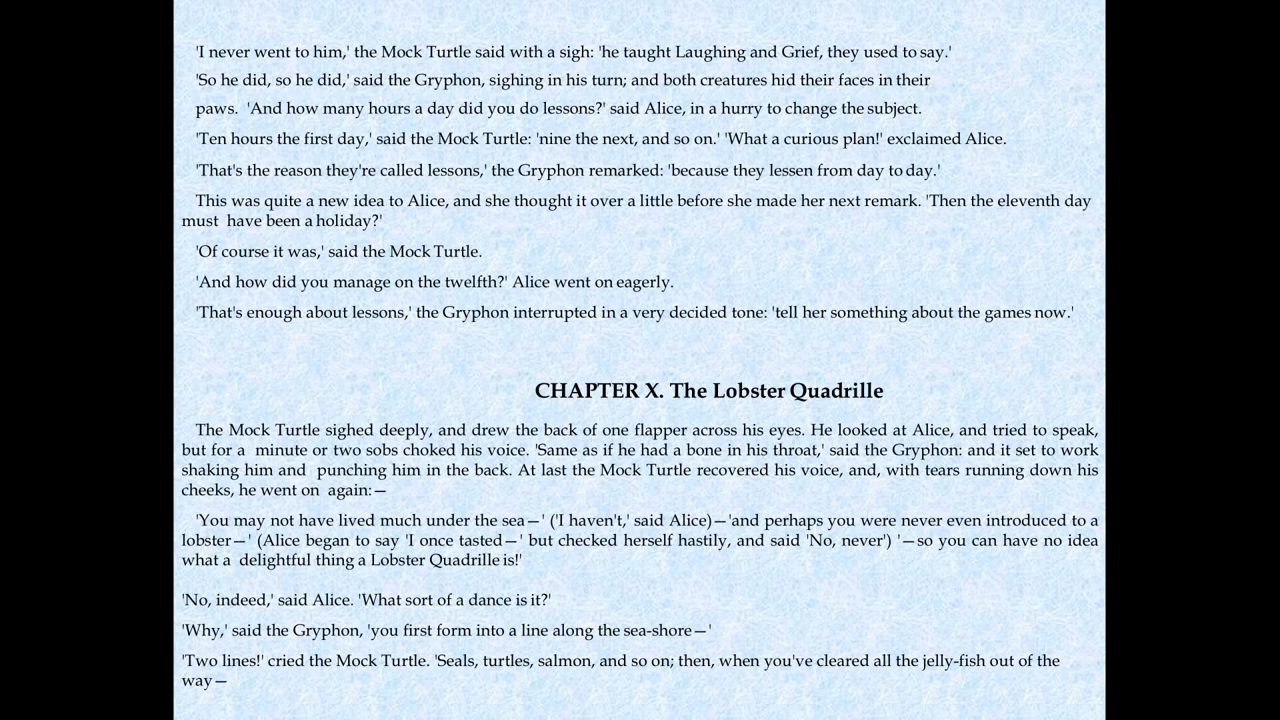 'I never went to him,' the Mock Turtle said with a sigh: 'he taught Laughing and Grief, they used to say.'
'So he did, so he did,' said the Gryphon, sighing in his turn; and both creatures hid their faces in their
paws. 'And how many hours a day did you do lessons?' said Alice, in a hurry to change the subject.
'Ten hours the first day,' said the Mock Turtle: 'nine the next, and so on.' 'What a curious plan!' exclaimed Alice.
'That's the reason they're called lessons,' the Gryphon remarked: 'because they lessen from day to day.'
This was quite a new idea to Alice, and she thought it over a little before she made her next remark. 'Then the eleventh day
must have been a holiday?'
'Of course it was,' said the Mock Turtle.
'And how did you manage on the twelfth?' Alice went on eagerly.
'That's enough about lessons,' the Gryphon interrupted in a very decided tone: 'tell her something about the games now.'
CHAPTER X. The Lobster Quadrille
The Mock Turtle sighed deeply, and drew the back of one flapper across his eyes. He looked at Alice, and tried to speak,
but for a minute or two sobs choked his voice. 'Same as if he had a bone in his throat,' said the Gryphon: and it set to work
shaking him and punching him in the back. At last the Mock Turtle recovered his voice, and, with tears running down his
cheeks, he went on again:—
'You may not have lived much under the sea—' ('I haven't,' said Alice)—'and perhaps you were never even introduced to a
lobster—' (Alice began to say 'I once tasted—' but checked herself hastily, and said 'No, never') '—so you can have no idea
what a delightful thing a Lobster Quadrille is!'
'No, indeed,' said Alice. 'What sort of a dance is it?'
'Why,' said the Gryphon, 'you first form into a line along the sea-shore—'
'Two lines!' cried the Mock Turtle. 'Seals, turtles, salmon, and so on; then, when you've cleared all the jelly-fish out of the
way—